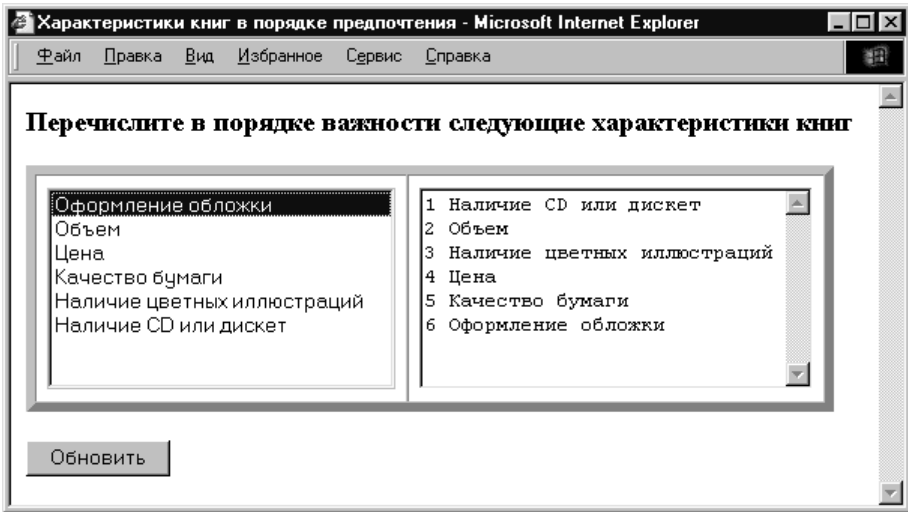 Характеристики книг в порядке предпочтения - Microsoft Internet Explorer
Файл Правка Вид Избранное Сервис Справка
Перечислите в порядке важности следующие характеристики книг
Оформление обложки
Объем
Цена
Качество бумаги
Наличие цветных иллюстраций
Наличие CD или дискет
1 Наличие CD или дискет
2 Объем
3 Наличие цветных иллюстраций
4 Цена
5 Качество бумаги
6 Оформление обложки
Обновить